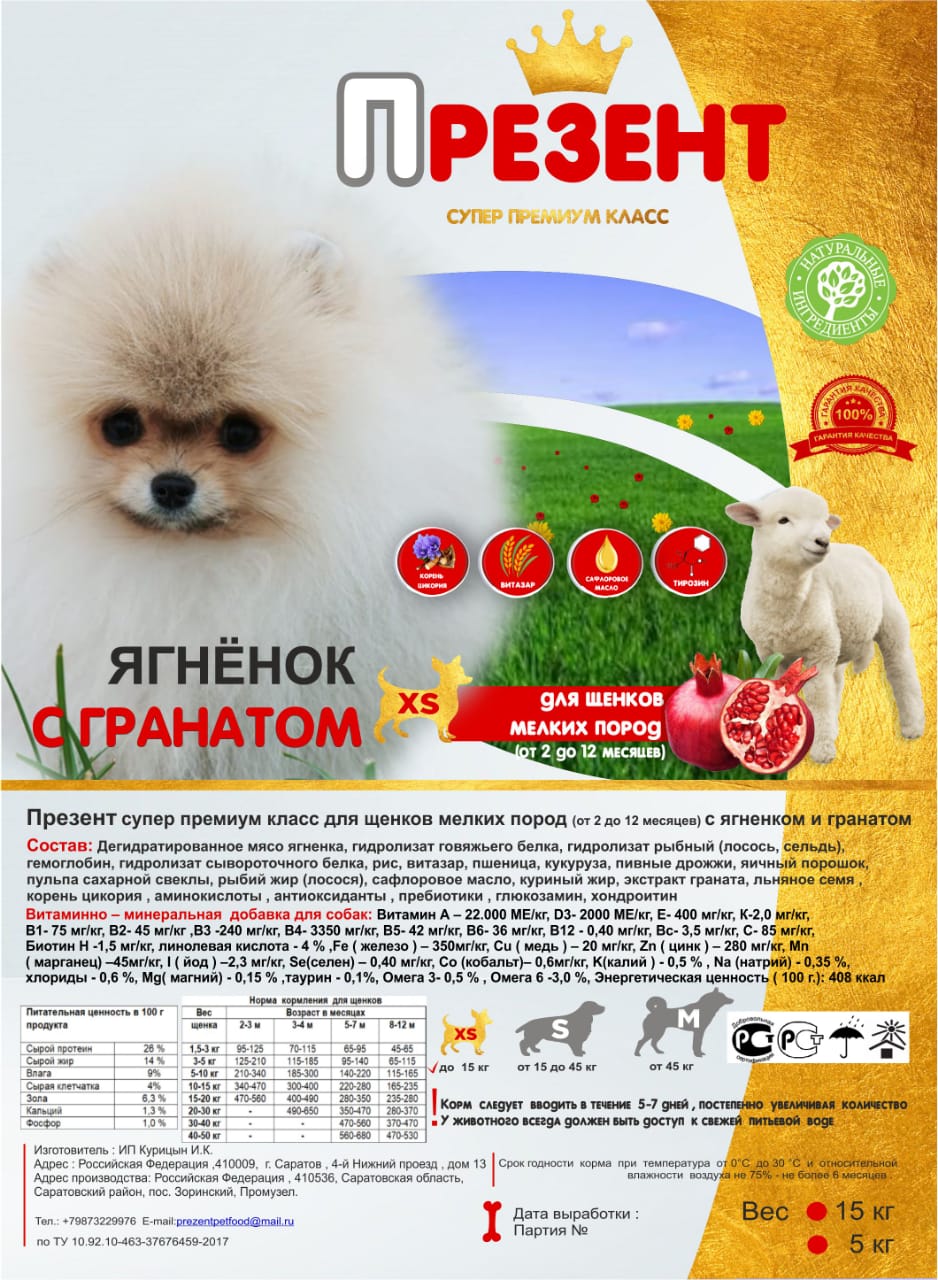 ПРЕЗЕНТ
СУПЕР ПРЕМИУМ КЛАСС
НАТУРАЛЬНЫЕ
ИНГРЕДИЕНТЫ
ГАРАНТИЯ КАЧЕСТВА
100%
ГАРАНТИЯ КАЧЕСТВА
КОРЕНЬ
ЦИКОРИЯ
ВИТАЗАР
САФЛОРОВОЕ
МАСЛО
ТИРОЗИН
ЯГНЁНОК
С ГРАНАТОМ
XS
ДЛЯ ЩЕНКОВ
МЕЛКИХ ПОРОД
(ОТ 2 ДО 12 МЕСЯЦЕВ)
Презент супер премиум класс для щенков мелких пород (от 2 до 12 месяцев) с ягненком и гранатом
Состав: Дегидратированное мясо ягненка, гидролизат говяжьего белка, гидролизат рыбный (лосось, сельдь),
гемоглобин, гидролизат сывороточного белка, рис, витазар, пшеница, кукуруза, пивные дрожжи, яичный порошок,
пульпа сахарной свеклы, рыбий жир (лосося), сафлоровое масло, куриный жир, экстракт граната, льняное семя ,
корень цикория , аминокислоты , антиоксиданты , пребиотики , глюкозамин, хондроитин
Витаминно – минеральная добавка для собак: Витамин А – 22.000 МЕ/кг, D3- 2000 МЕ/кг, Е- 400 мг/кг, К-2,0 мг/кг,
В1- 75 мг/кг, В2- 45 мг/кг ,В3 -240 мг/кг, В4- 3350 мг/кг, В5- 42 мг/кг, В6- 36 мг/кг, В12 - 0,40 мг/кг, Вс- 3,5 мг/кг, С- 85 мг/кг,
Биотин Н -1,5 мг/кг, линолевая кислота - 4 % ,Fe ( железо ) – 350мг/кг, Cu ( медь ) – 20 мг/кг, Zn ( цинк ) – 280 мг/кг, Mn
( марганец) –45мг/кг, I ( йод ) –2,3 мг/кг, Se(селен) – 0,40 мг/кг, Co (кобальт)– 0,6мг/кг, K(калий ) - 0,5 % , Na (натрий) - 0,35 %,
хлориды - 0,6 %, Mg( магний) - 0,15 % ,таурин - 0,1%, Омега 3- 0,5 % , Омега 6 -3,0 %, Энергетическая ценность ( 100 г.): 408 ккал
Питательная ценность в 100 г
продукта
Сырой протеин 26 %
Сырой жир 14 %
Влага 9%
Сырая клетчатка 4%
Зола 6,3 %
Кальций 1,3 %
Фосфор 1,0 %
Норма кормления для щенков
Вес щенка Возраст в месяцах
2-3 м 3-4 м 5-7 м 8-12 м
1,5-3 кг 95-125 70-115 65-95 45-65
3-5 кг 125-210 115-185 95-140 65-115
5-10 кг 210-340 185-300 140-220 115-165
10-15 кг 340-470 300-400 220-280 165-235
15-20 кг 470-560 400-490 280-350 235-280
20-30 кг - 490-650 350-470 280-370
30-40 кг - - 470-560 370-470
40-50 кг - - 560-680 470-530
XS
до 15 кг
S
от 15 до 45 кг
M
от 45 кг
Добровольная
сертификация
! Корм следует вводить в течение 5-7 дней , постепенно увеличивая количество
У животного всегда должен быть доступ к свежей питьевой воде
Изготовитель : ИП Курицын И.К.
Адрес : Российская Федерация ,410009, г. Саратов , 4-й Нижний проезд , дом 13
Адрес производства: Российская Федерация , 410536, Саратовская область,
Саратовский район, пос. Зоринский, Промузел.
Тел.: +79873229976 E-mail:prezentpetfood@mail.ru
по ТУ 10.92.10-463-37676459-2017
Срок годности корма при температура от 0°С до 30 °С и относительной
влажности воздуха не 75% - не более 6 месяцев .
Дата выработки :
Партия №
Вес 15 кг
5 кг